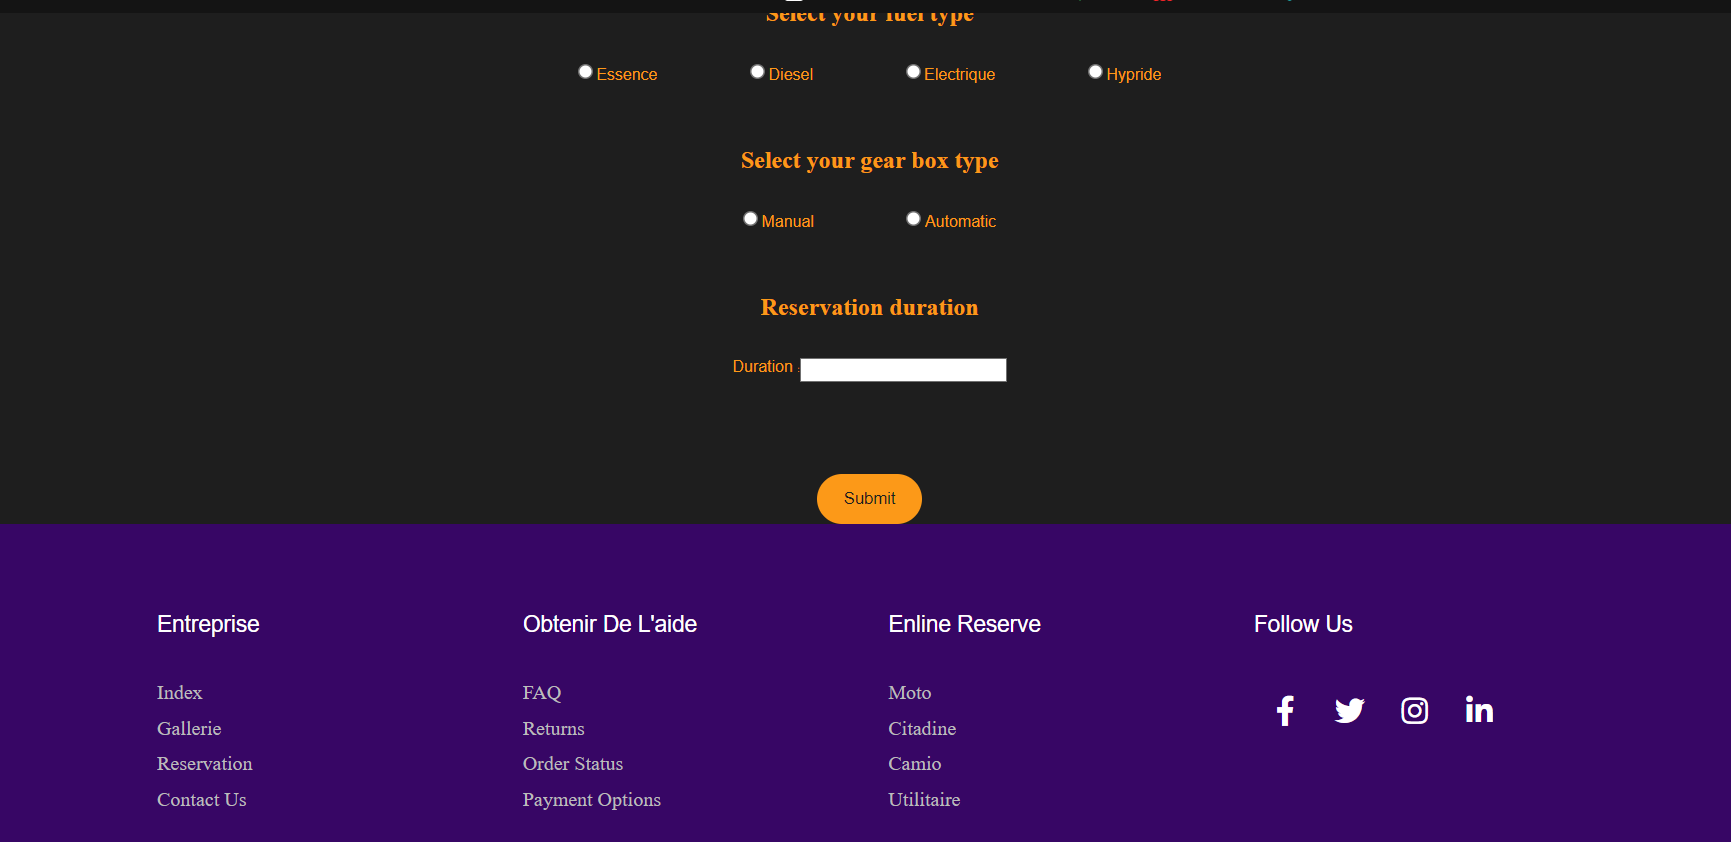 Select your fuel type
Essence Diesel Electrique Hypride
Select your gear box type
Manual Automatic
Reservation duration
Duration :
Submit
Entreprise
Index
Gallerie
Reservation
Contact Us
Obtenir De L'aide
FAQ
Returns
Order Status
Payment Options
Enline Reserve
Moto
Citadine
Camio
Utilitaire
Follow Us